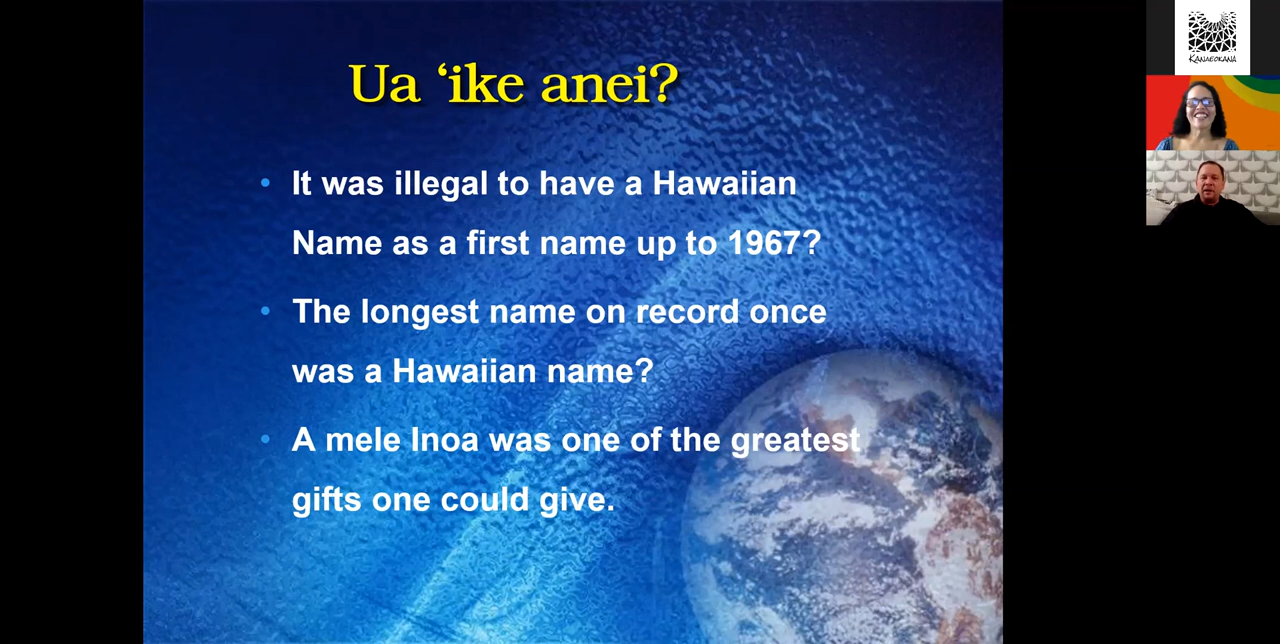 Ua ‘ike anei?
• It was illegal to have a Hawaiian
Name as a first name up to 1967?
• The longest name on record once
was a Hawaiian name?
• A mele Inoa was one of the greatest
gifts one could give.
KANAEOKANA